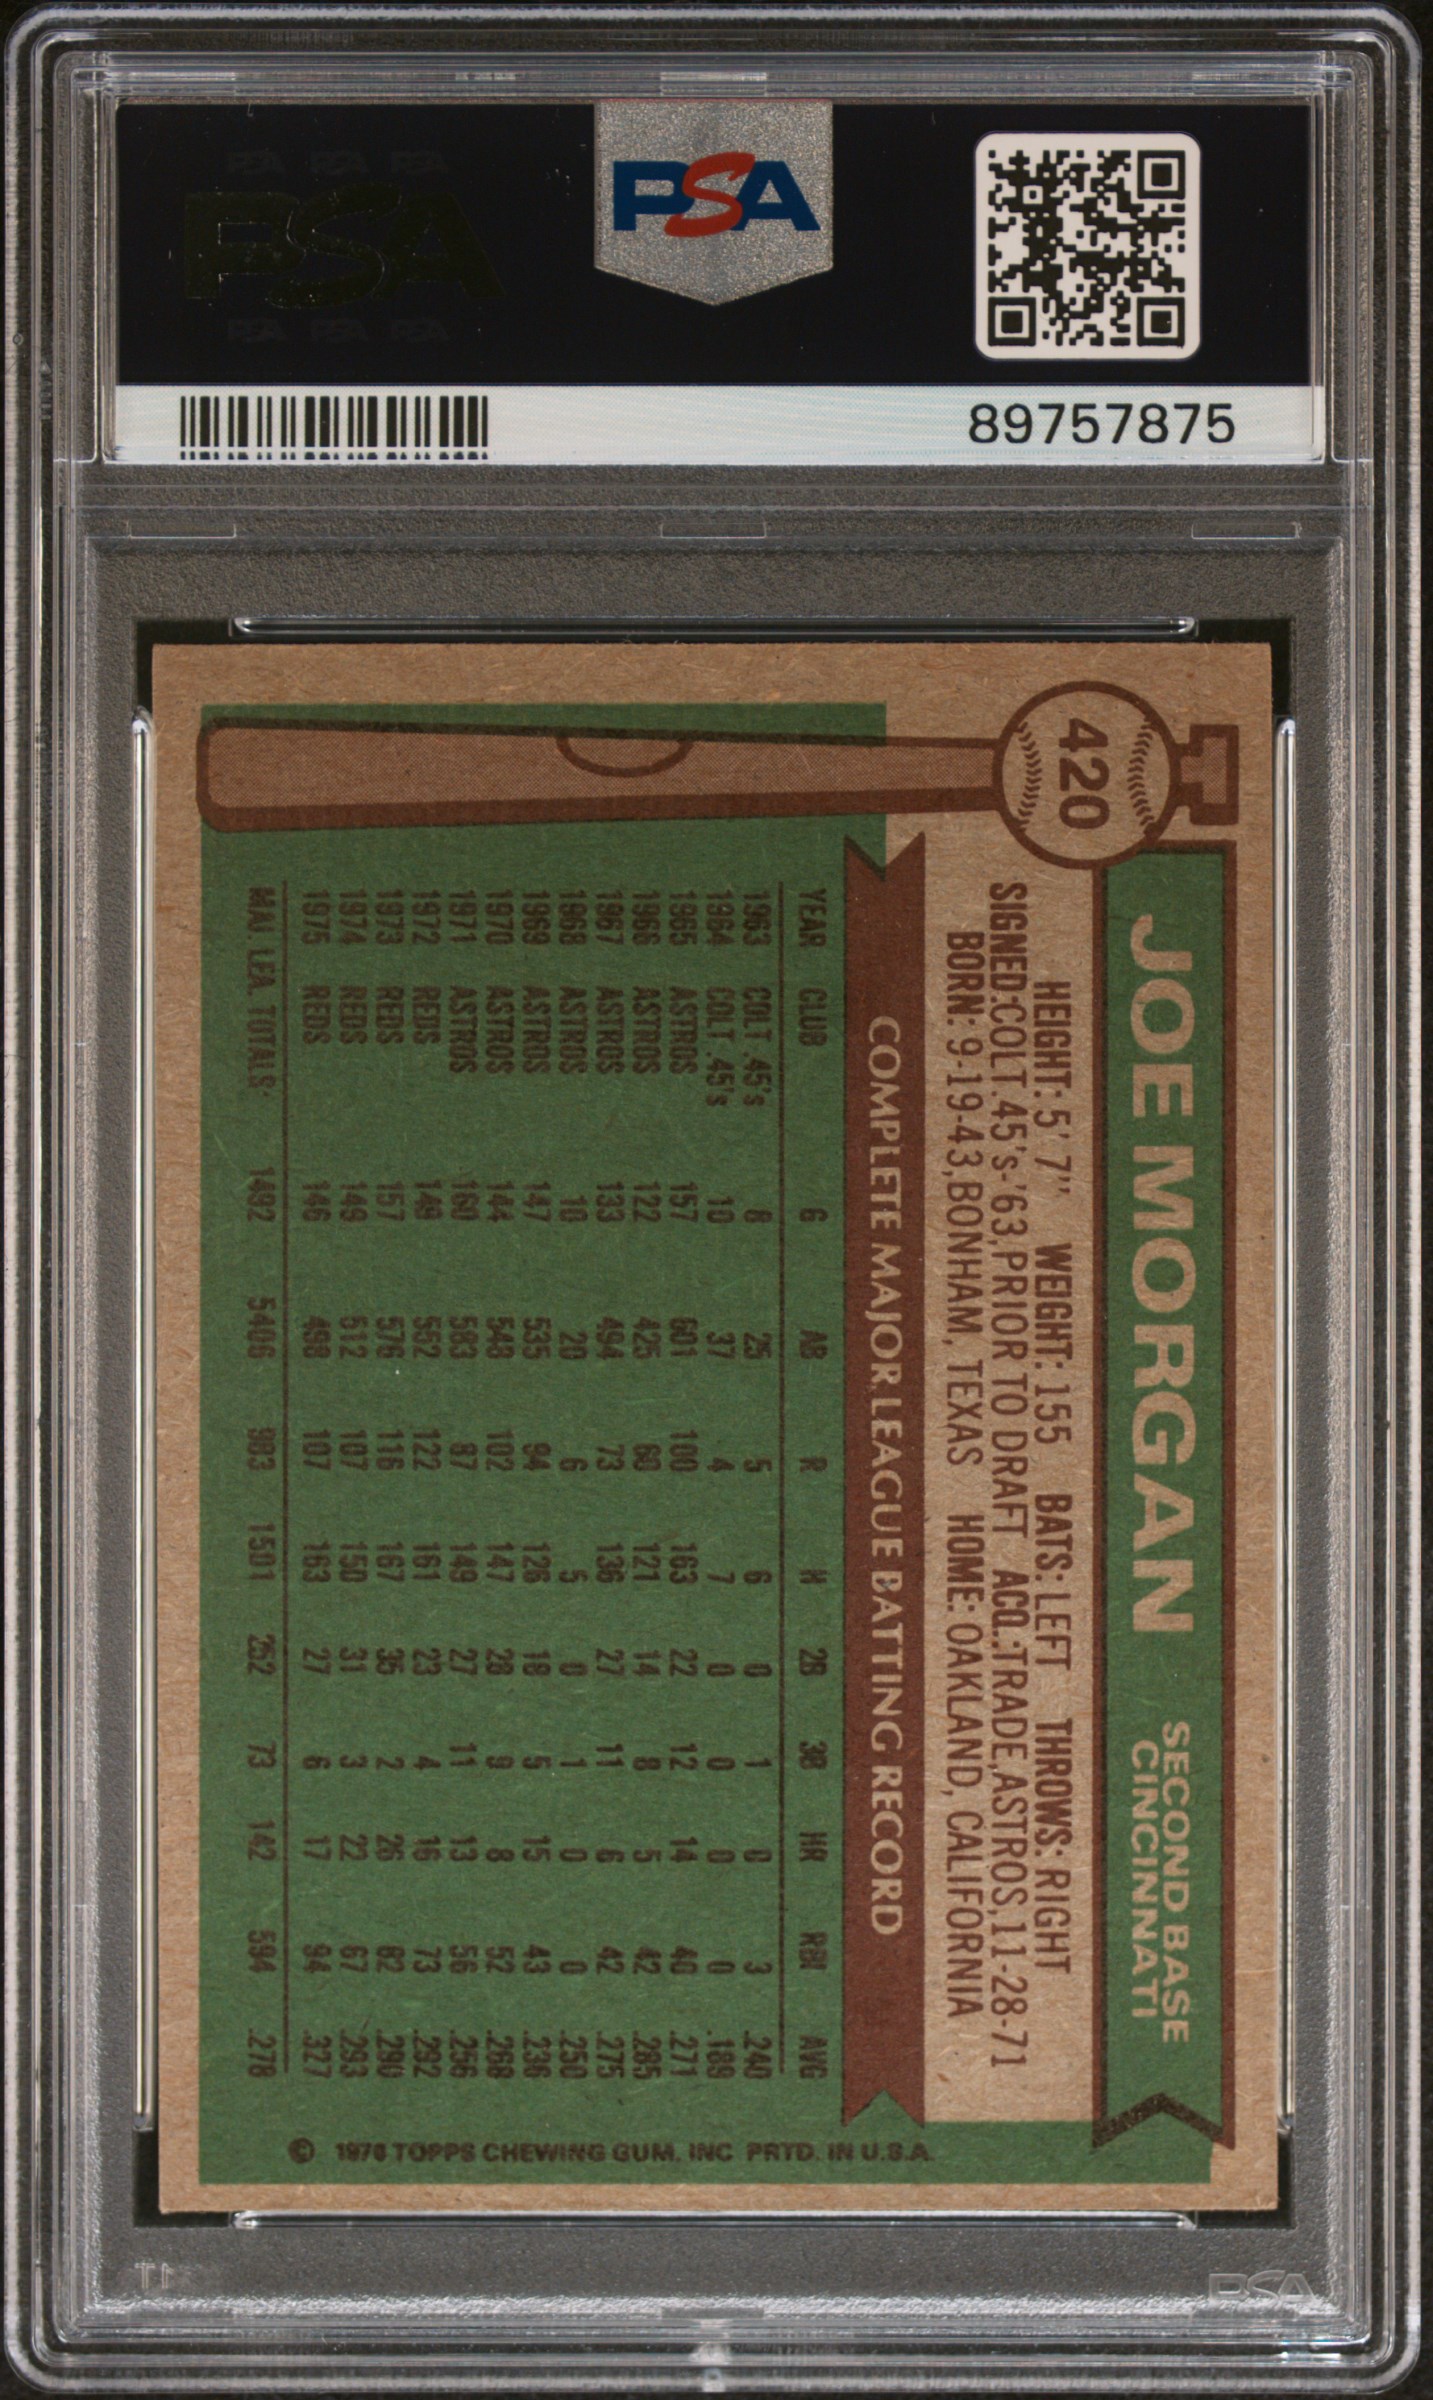 PSA
PSA
89757875
420
JOE MORGAN
SECOND BASE
CINCINNATI
HEIGHT: 5' 7" WEIGHT: 155 BATS: LEFT THROWS: RIGHT
SIGNED: COLT .45's-'63, PRIOR TO DRAFT ACQ.: TRADE, ASTROS, 11-28-71
BORN: 9-19-43, BONHAM, TEXAS HOME: OAKLAND, CALIFORNIA
COMPLETE MAJOR LEAGUE BATTING RECORD
YEAR CLUB G AB R H 2B 3B HR RBI AVG
1963 COLT .45's 8 25 5 6 0 1 0 3 .240
1964 COLT .45's 10 37 4 7 0 0 0 0 .189
1965 ASTROS 157 601 100 163 22 12 14 40 .271
1966 ASTROS 122 425 60 121 14 8 5 42 .285
1967 ASTROS 133 494 73 136 27 11 6 42 .275
1968 ASTROS 10 20 6 5 0 1 0 0 .250
1969 ASTROS 147 535 94 126 18 5 15 43 .236
1970 ASTROS 144 548 102 147 28 9 8 52 .268
1971 ASTROS 160 583 87 149 27 11 13 56 .256
1972 REDS 149 552 122 161 23 4 16 73 .292
1973 REDS 157 576 116 167 35 2 26 82 .290
1974 REDS 149 512 107 150 31 3 22 67 .293
1975 REDS 146 498 107 163 27 6 17 94 .327
MAJ. LEA. TOTALS 1492 5406 983 1501 252 73 142 594 .278
© 1976 TOPPS CHEWING GUM, INC PRTD. IN U.S.A.
PSA